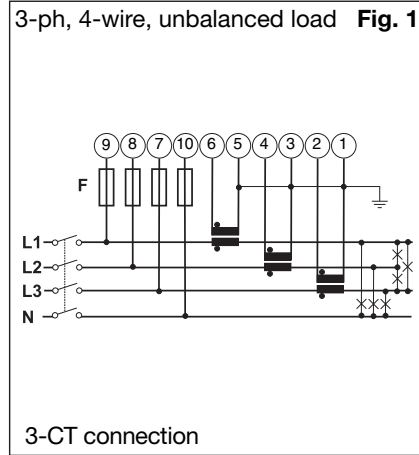 3-ph, 4-wire, unbalanced load Fig. 1
9 8 7 10 6 5 4 3 2 1
F
L1
L2
L3
N
3-CT connection